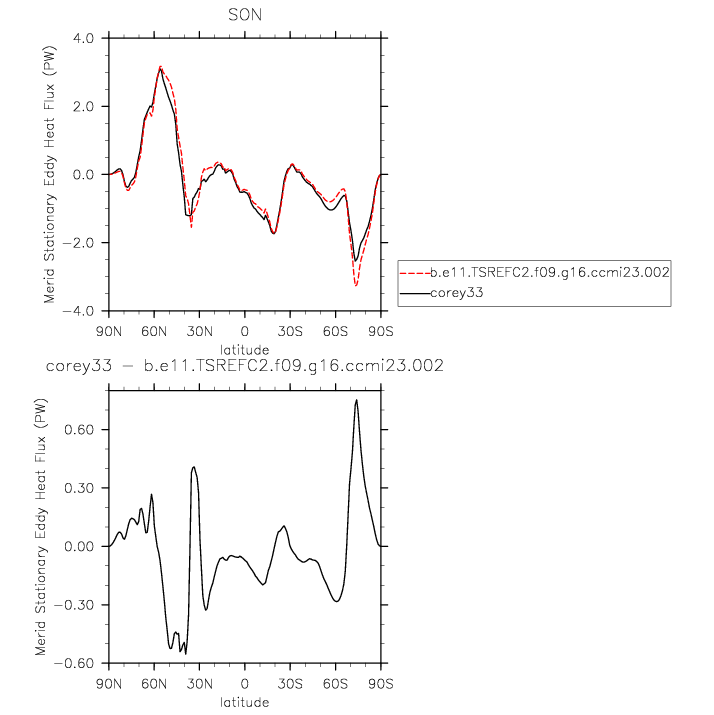 SON
Merid Stationary Eddy Heat Flux (PW)
4.0
2.0
0.0
−2.0
−4.0
90N 60N 30N 0 30S 60S 90S
latitude
b.e11.TSREFC2.f09.g16.ccmi23.002
corey33
corey33 − b.e11.TSREFC2.f09.g16.ccmi23.002
Merid Stationary Eddy Heat Flux (PW)
0.60
0.30
0.00
−0.30
−0.60
90N 60N 30N 0 30S 60S 90S
latitude